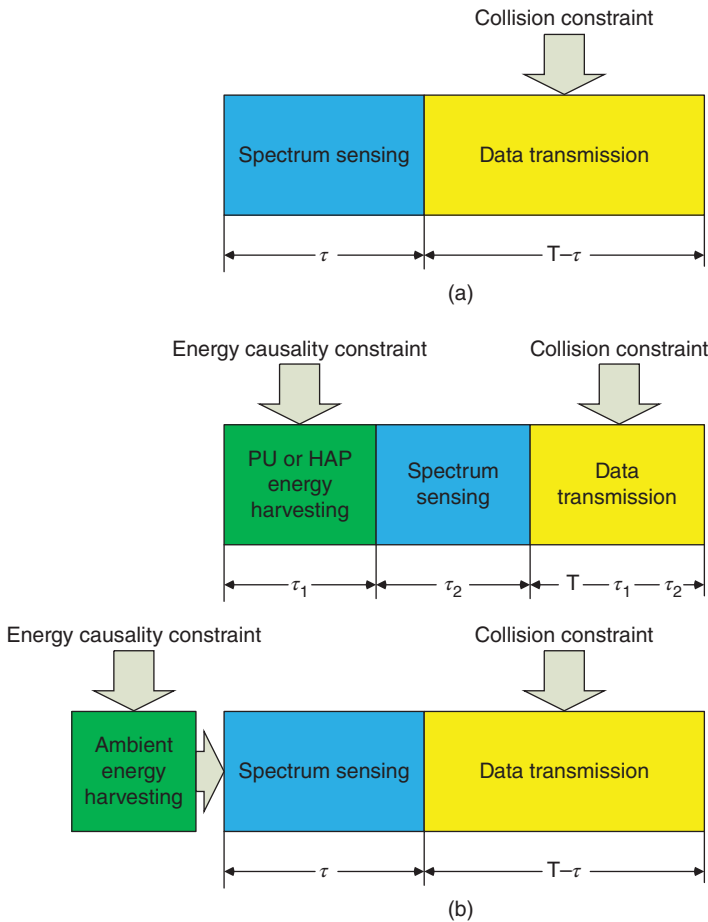 Collision constraint
Spectrum sensing
Data transmission
τ
T–τ
(a)
Energy causality constraint
Collision constraint
PU or HAP
energy
harvesting
Spectrum
sensing
Data
transmission
τ1
τ2
T — τ1 — τ2
Energy causality constraint
Collision constraint
Ambient
energy
harvesting
Spectrum sensing
Data transmission
τ
T–τ
(b)